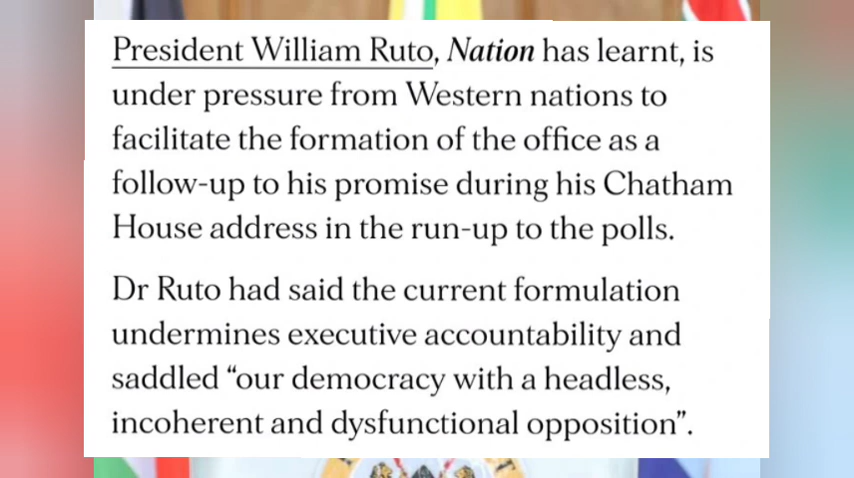 President William Ruto, Nation has learnt, is
under pressure from Western nations to
facilitate the formation of the office as a
follow-up to his promise during his Chatham
House address in the run-up to the polls.
Dr Ruto had said the current formulation
undermines executive accountability and
saddled “our democracy with a headless,
incoherent and dysfunctional opposition”.